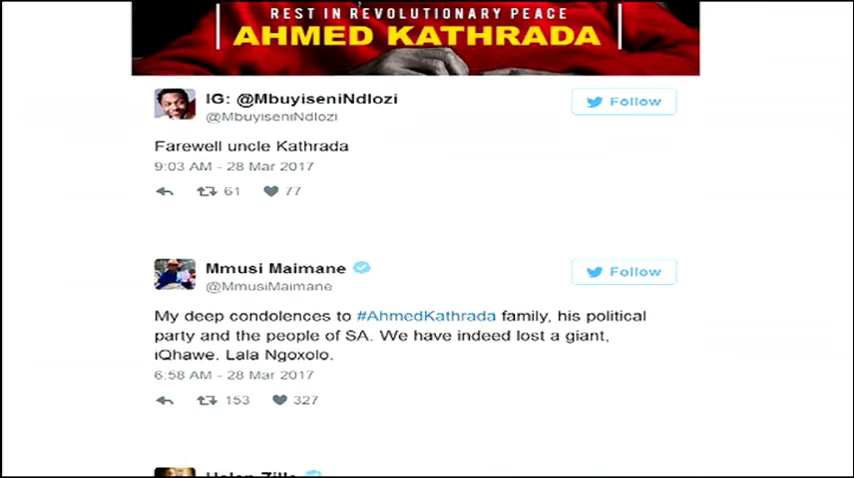 REST IN REVOLUTIONARY PEACE
AHMED KATHRADA
IG: @MbuyiseniNdlozi
Follow
@MbuyiseniNdlozi
Farewell uncle Kathrada
9:03 AM - 28 Mar 2017
61 77
Mmusi Maimane
Follow
@MmusiMaimane
My deep condolences to #AhmedKathrada family, his political
party and the people of SA. We have indeed lost a giant,
iQhawe. Lala Ngoxolo.
6:58 AM - 28 Mar 2017
153 327
Helen Zille